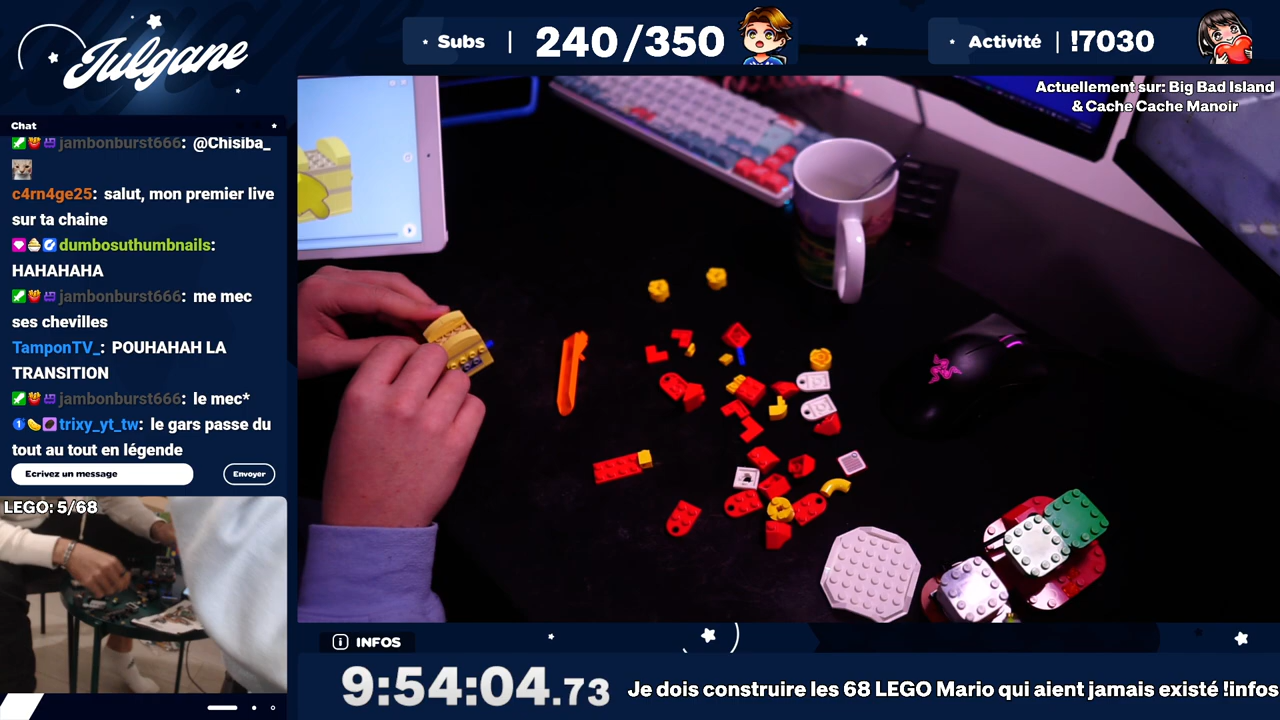 Julgane
Subs | 240/350
Activité | !7030
Actuellement sur: Big Bad Island
& Cache Cache Manoir
Chat
jambonburst666: @Chisiba_
c4rn4ge25: salut, mon premier live
sur ta chaine
dumbosuthumbnails:
HAHAHAHA
jambonburst666: me mec
ses chevilles
TamponTV_: POUHAHAH LA
TRANSITION
jambonburst666: le mec*
trixy_yt_tw: le gars passe du
tout au tout en légende
Ecrivez un message
Envoyer
LEGO: 5/68
INFOS
9:54:04.73
Je dois construire les 68 LEGO Mario qui aient jamais existé !infos